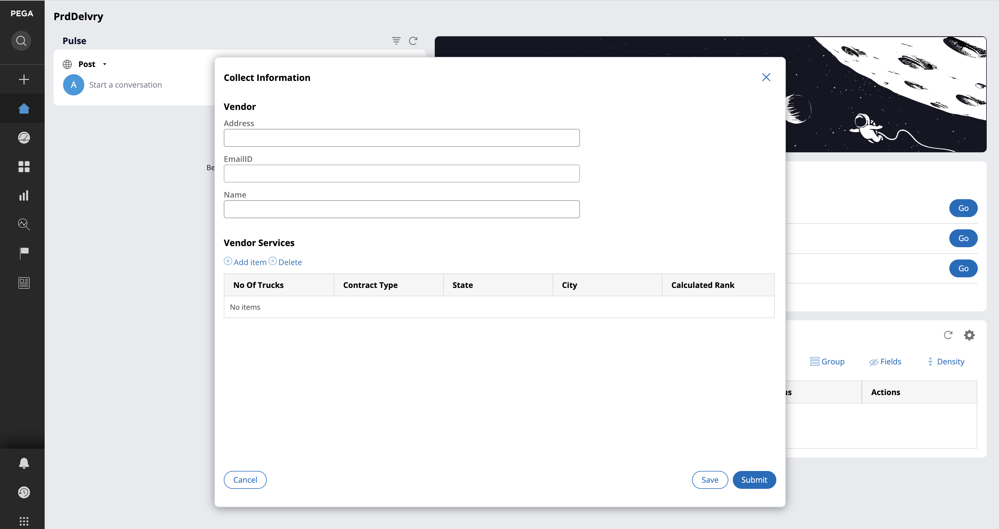 PEGA
PrdDelvry
Pulse
Post
A
Start a conversation
Be
Collect Information
Vendor
Address
EmailID
Name
Vendor Services
Add item Delete
No Of Trucks Contract Type State City Calculated Rank
No items
Cancel Save Submit
Go
Go
Go
Group Fields Density
us Actions